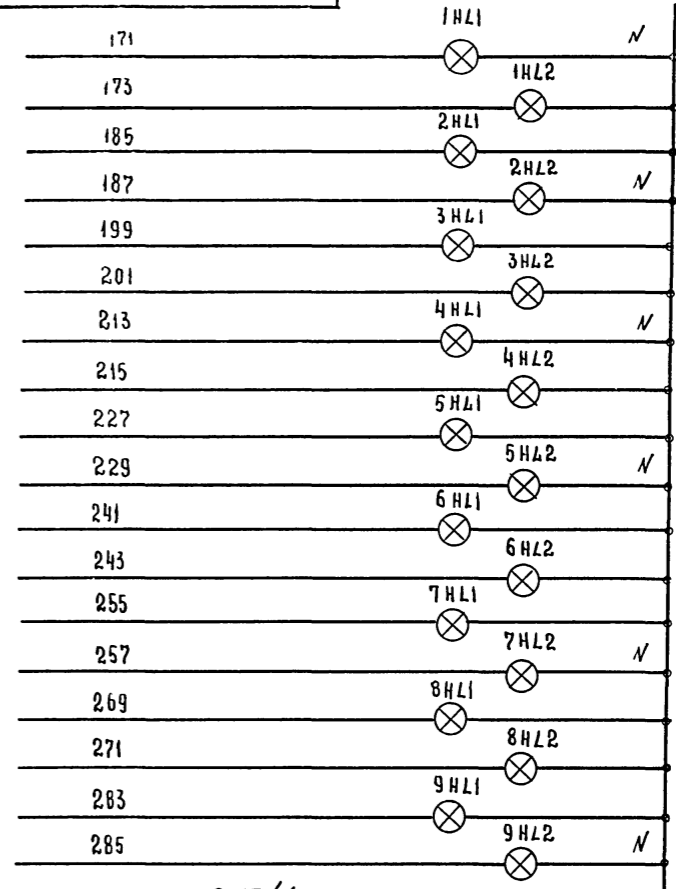 171 1HL1 N
173 1HL2
185 2HL1
187 2HL2 N
199 3HL1
201 3HL2
213 4HL1 N
215 4HL2
227 5HL1
229 5HL2 N
241 6HL1
243 6HL2
255 7HL1
257 7HL2 N
269 8HL1
271 8HL2
283 9HL1
285 9HL2 N